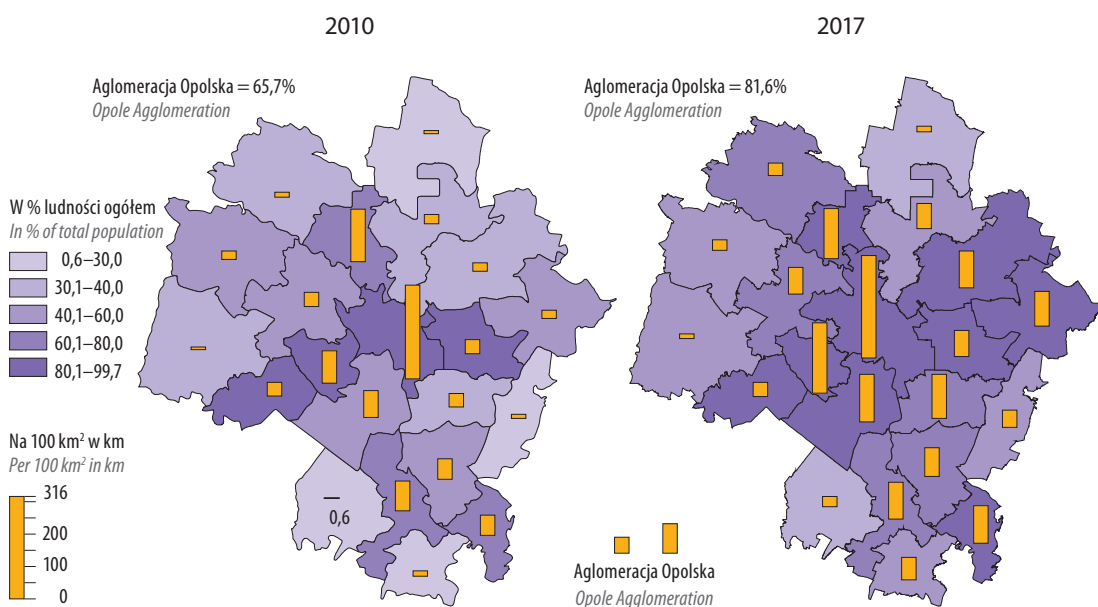 2010
2017
Aglomeracja Opolska = 65,7%
Opole Agglomeration
Aglomeracja Opolska = 81,6%
Opole Agglomeration
W % ludności ogółem
In % of total population
0,6–30,0
30,1–40,0
40,1–60,0
60,1–80,0
80,1–99,7
Na 100 km² w km
Per 100 km² in km
316
200
100
0
0,6
Aglomeracja Opolska
Opole Agglomeration